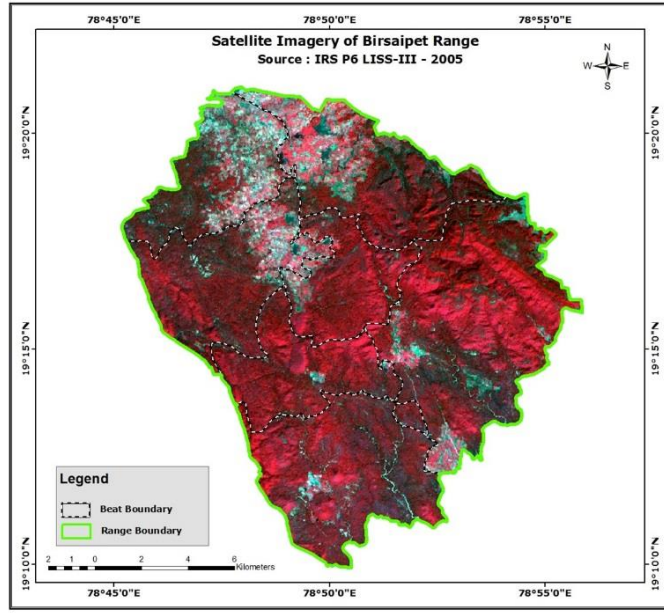 78°45'0"E 78°50'0"E 78°55'0"E
Satellite Imagery of Birsaipet Range
Source : IRS P6 LISS-III - 2005
N
W E
S
19°20'0"N 19°20'0"N
19°15'0"N 19°15'0"N
Legend
Beat Boundary
Range Boundary
2 1 0 2 4 6
Kilometers
19°10'0"N 19°10'0"N
78°45'0"E 78°50'0"E 78°55'0"E